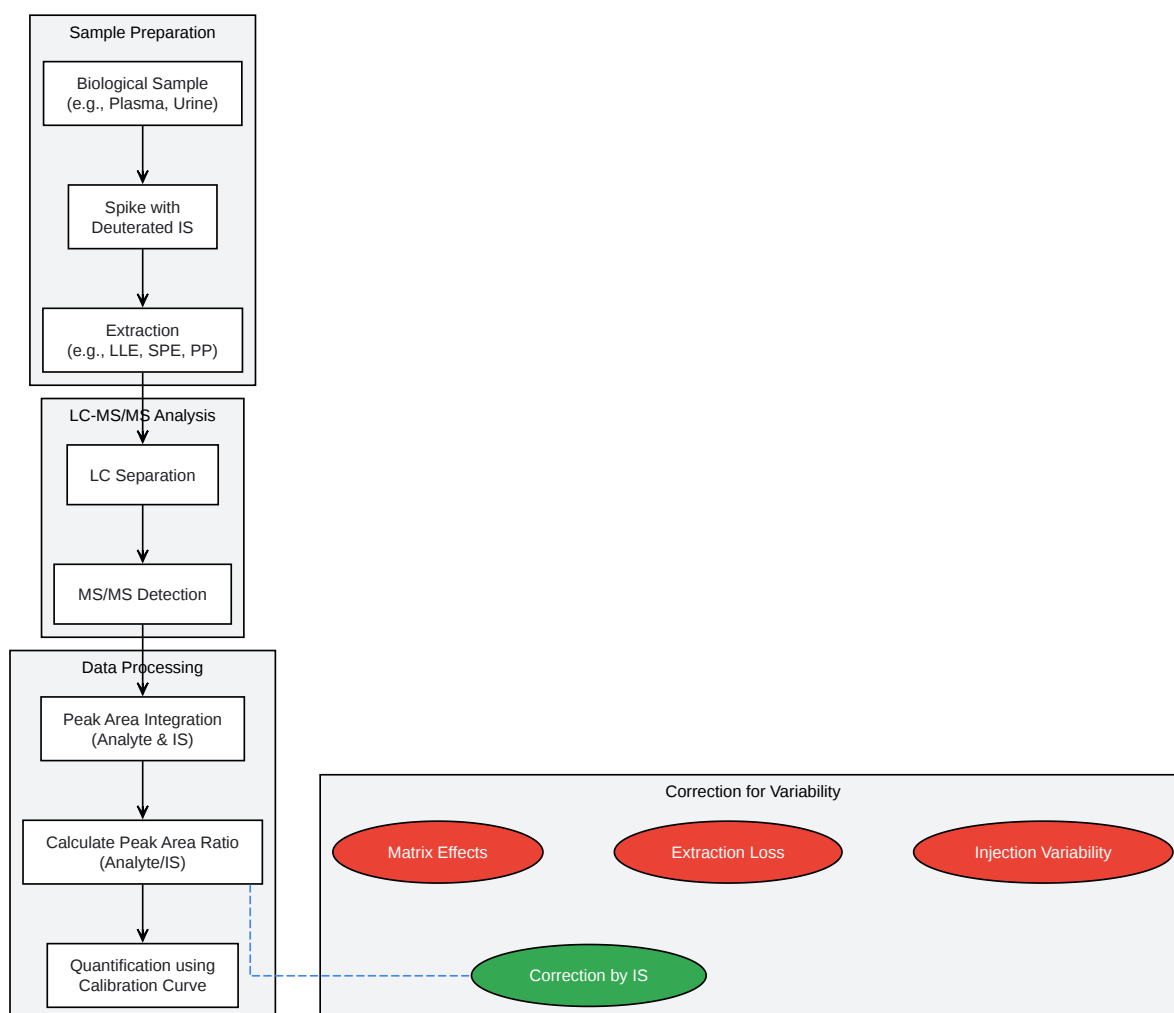 Sample Preparation
Biological Sample
(e.g., Plasma, Urine)
Spike with
Deuterated IS
Extraction
(e.g., LLE, SPE, PP)
LC-MS/MS Analysis
LC Separation
MS/MS Detection
Data Processing
Peak Area Integration
(Analyte & IS)
Calculate Peak Area Ratio
(Analyte/IS)
Quantification using
Calibration Curve
Correction for Variability
Matrix Effects
Extraction Loss
Injection Variability
Correction by IS